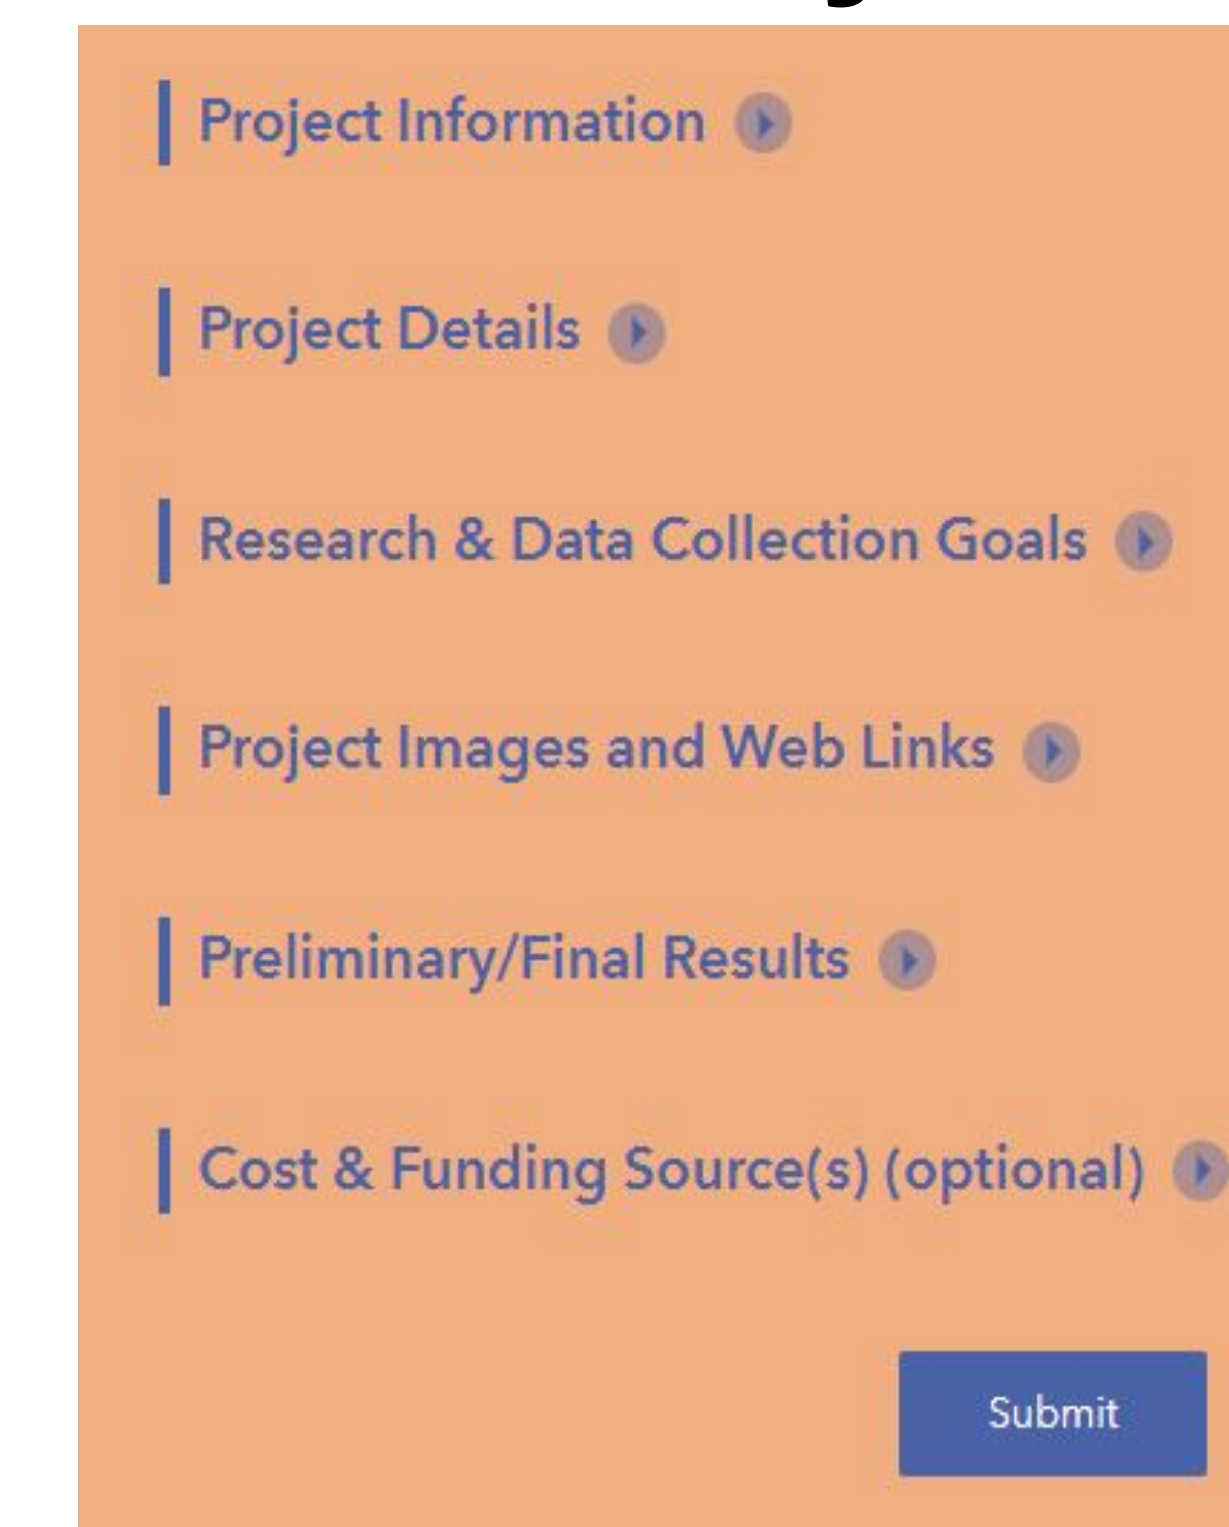 Project Information
Project Details
Research & Data Collection Goals
Project Images and Web Links
Preliminary/Final Results
Cost & Funding Source(s) (optional)
Submit